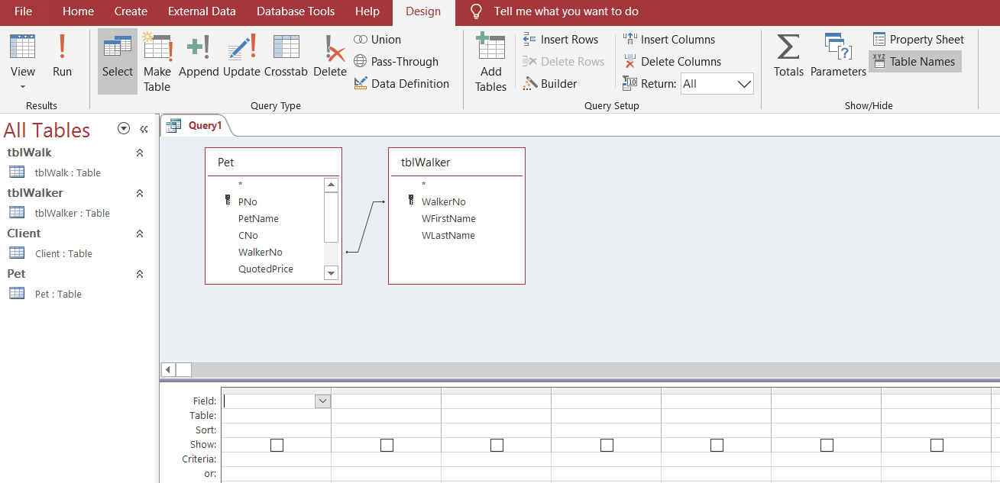 File Home Create External Data Database Tools Help Design Tell me what you want to do
View
Run
Results
Select
Make Table
Append
Update
Crosstab
Delete
Union
Pass-Through
Data Definition
Query Type
Add Tables
Insert Rows
Delete Rows
Builder
Insert Columns
Delete Columns
Return: All
Query Setup
Totals
Parameters
Property Sheet
XYZ Table Names
Show/Hide
All Tables
tblWalk
tblWalk : Table
tblWalker
tblWalker : Table
Client
Client : Table
Pet
Pet : Table
Query1
Pet
*
PNo
PetName
CNo
WalkerNo
QuotedPrice
tblWalker
*
WalkerNo
WFirstName
WLastName
Field:
Table:
Sort:
Show:
Criteria:
or: